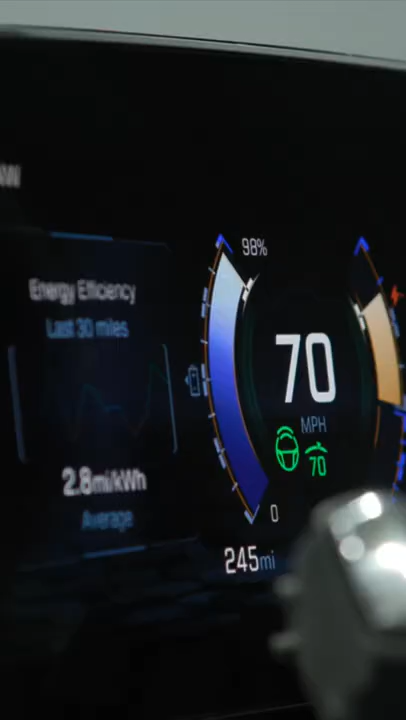 Energy Efficiency
Last 30 miles
2.8mi/kWh
Average
98%
70
MPH
70
0
245mi